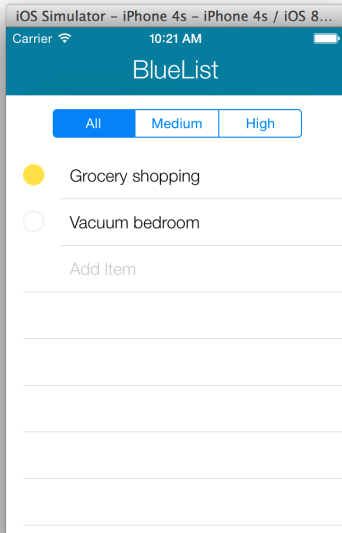 iOS Simulator – iPhone 4s – iPhone 4s / iOS 8...
Carrier 10:21 AM
BlueList
All Medium High
Grocery shopping
Vacuum bedroom
Add Item